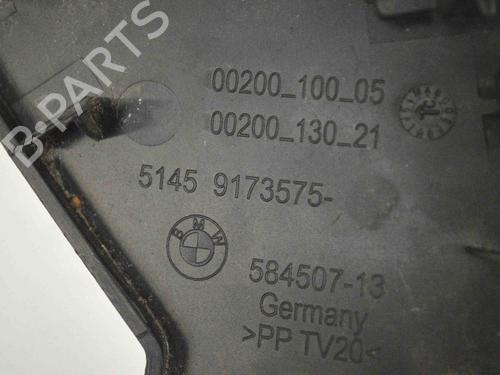 B-PARTS
00200_100_05
00200_130_21
5145 9173575-
BMW
584507-13
Germany
>PP TV20<